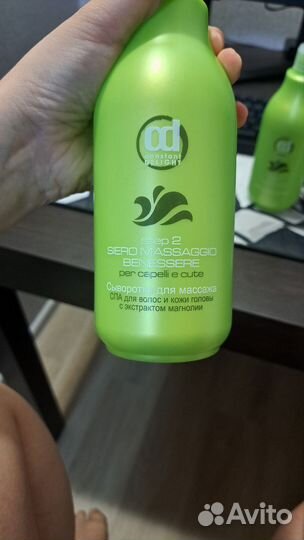 cd
constant
DELIGHT
step 2
SERO MASSAGGIO
BENESSERE
per capelli e cute
Сыворотка для массажа
СПА для волос и кожи головы
с экстрактом магнолии
Avito